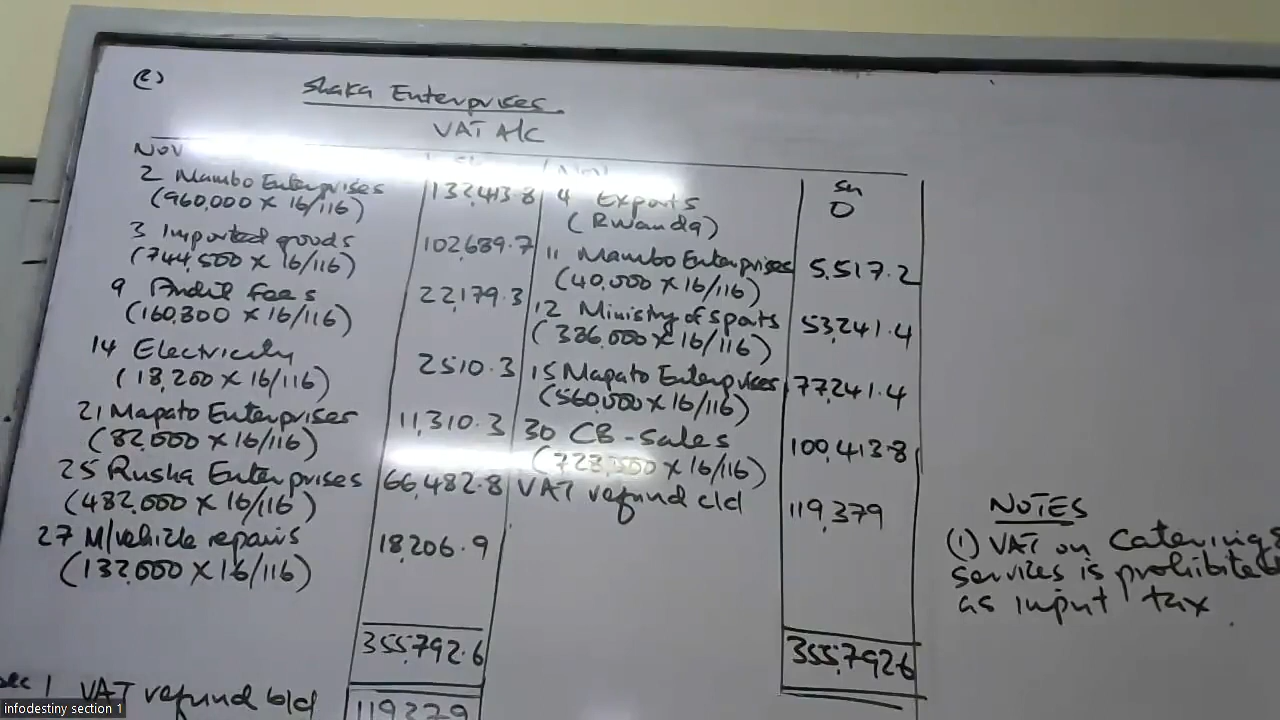 (c)
Shaka Enterprises
VAT A/C
Nov
2 Mambo Enterprises 132,413.8
(960,000 x 16/116)
3 Imported goods 102,689.7
(744,500 x 16/116)
9 Audit Fees 22,179.3
(160,800 x 16/116)
14 Electricity 2510.3
(18,200 x 16/116)
21 Mapato Enterprises 11,310.3
(82,000 x 16/116)
25 Rusha Enterprises 66,482.8
(482,000 x 16/116)
27 M/vehicle repairs 18,206.9
(132,000 x 16/116)
355,792.6
Dec 1 VAT refund b/d 119,379
sh
4 Exports 0
(Rwanda)
11 Mambo Enterprises 5,517.2
(40,000 x 16/116)
12 Ministry of sports 53,241.4
(386,000 x 16/116)
15 Mapato Enterprises 77,241.4
(560,000 x 16/116)
30 CB - Sales 100,413.8
(728,000 x 16/116)
VAT refund c/d 119,379
355,792.6
NOTES
(1) VAT on Catering
services is prohibited
as input tax
infodestiny section 1